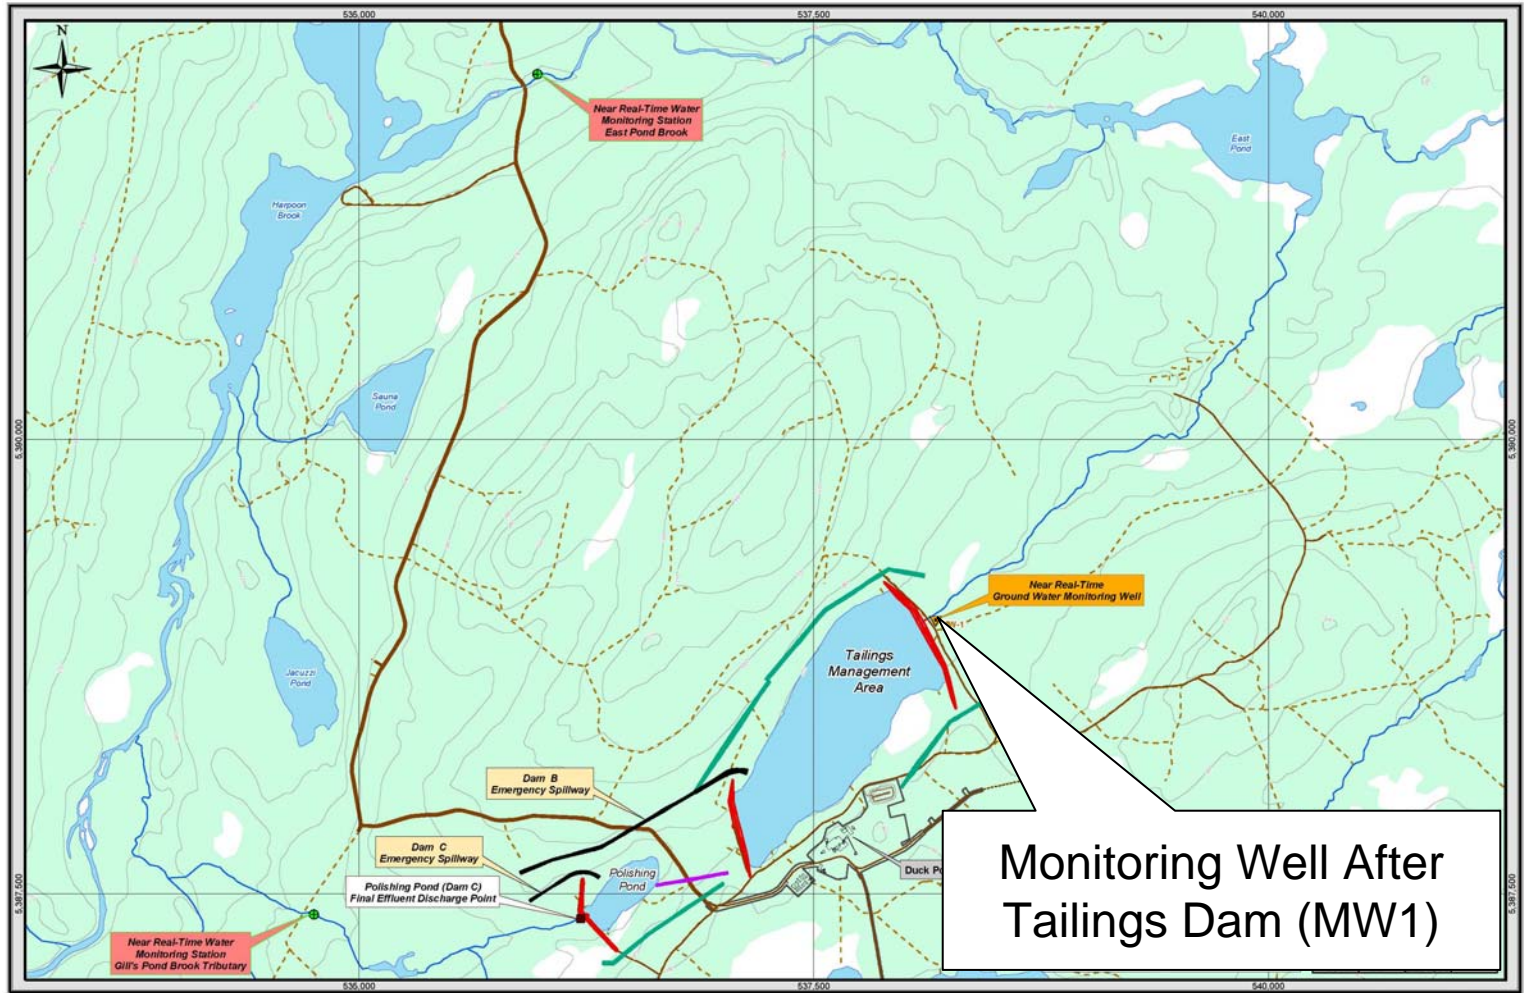 535,000
537,500
540,000
N
Near Real-Time Water
Monitoring Station
East Pond Brook
East
Pond
Harpoon
Brook
Sauna
Pond
5,390,000
5,390,000
Near Real-Time
Ground Water Monitoring Well
W-1
Tailings
Management
Area
Jacuzzi
Pond
Dam B
Emergency Spillway
Dam C
Emergency Spillway
Polishing
Pond
Polishing Pond (Dam C)
Final Effluent Discharge Point
Duck Po
Monitoring Well After
Tailings Dam (MW1)
5,387,500
5,387,500
Near Real-Time Water
Monitoring Station
Gill's Pond Brook Tributary
535,000
537,500
540,000